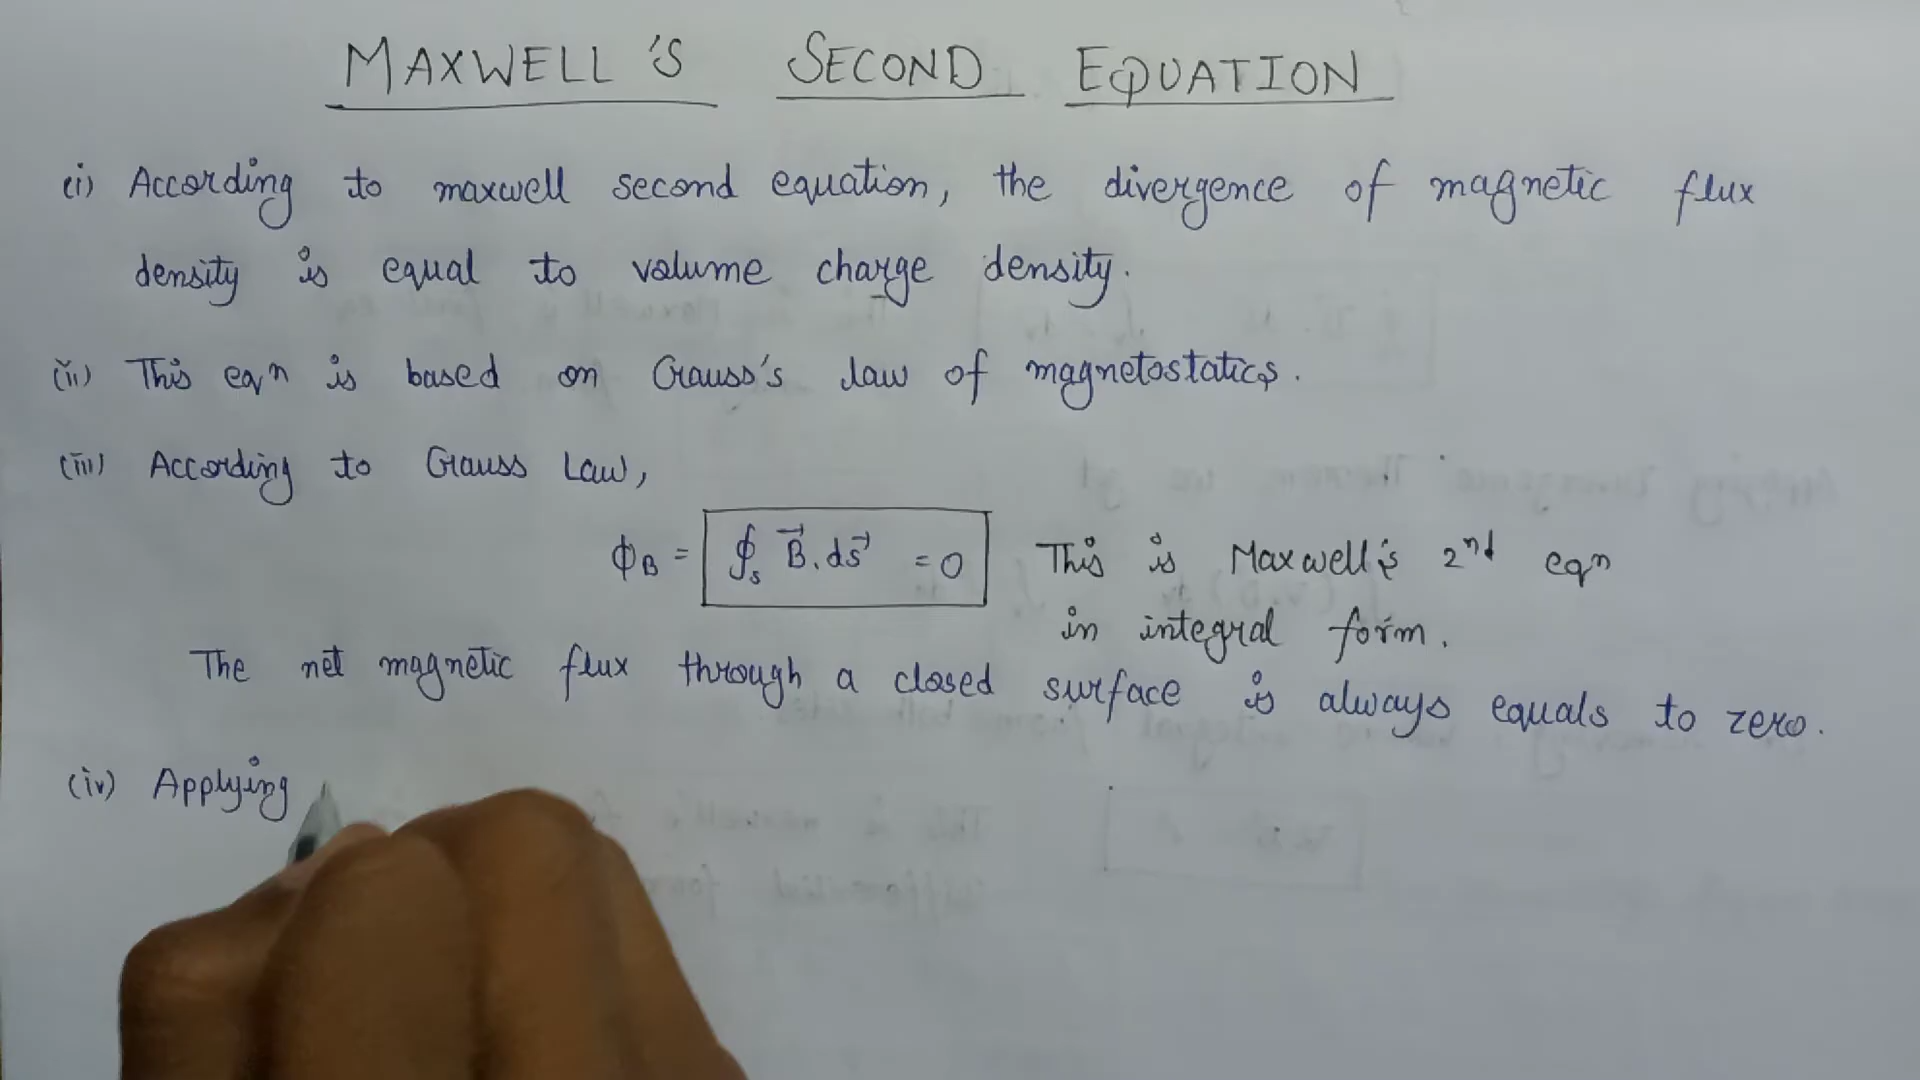 MAXWELL'S SECOND EQUATION
(i) According to maxwell second equation, the divergence of magnetic flux
density is equal to volume charge density.
(ii) This eqn is based on Gauss's law of magnetostatics.
(iii) According to Gauss Law,
ϕB = ∮s B⃗. ds⃗ = 0 This is Maxwell's 2nd eqn
in integral form.
The net magnetic flux through a closed surface is always equals to zero.
(iv) Applying